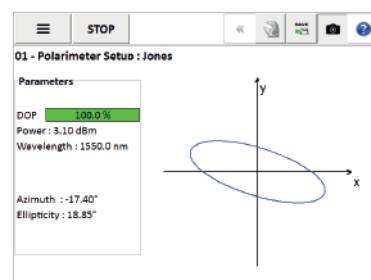 STOP
SAVE
01 - Polarimeter Setup : Jones
Parameters
DOP 100.0 %
Power : 3.10 dBm
Wavelength : 1550.0 nm
Azimuth : -17.40°
Ellipticity : 18.85°
y
x